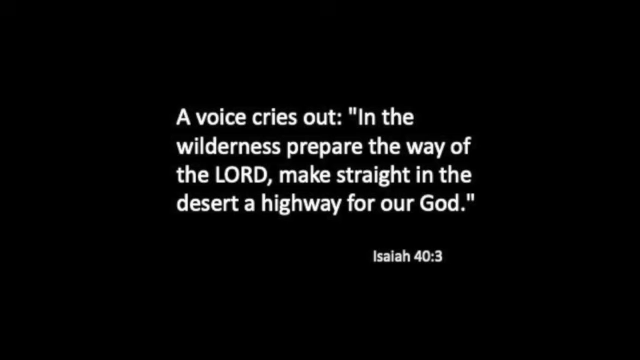 A voice cries out: "In the
wilderness prepare the way of
the LORD, make straight in the
desert a highway for our God."
Isaiah 40:3